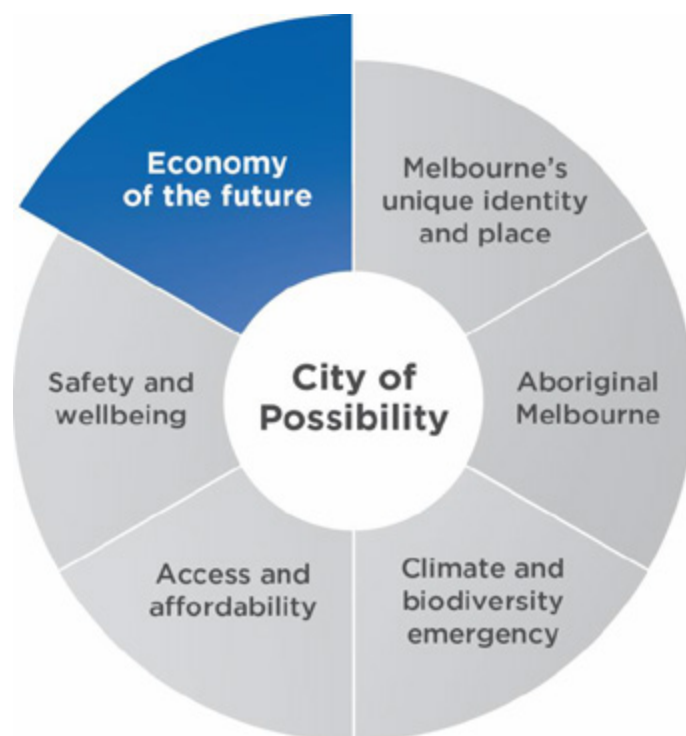 Economy
of the future
Melbourne's
unique identity
and place
Aboriginal
Melbourne
Climate and
biodiversity
emergency
Access and
affordability
Safety and
wellbeing
City of
Possibility